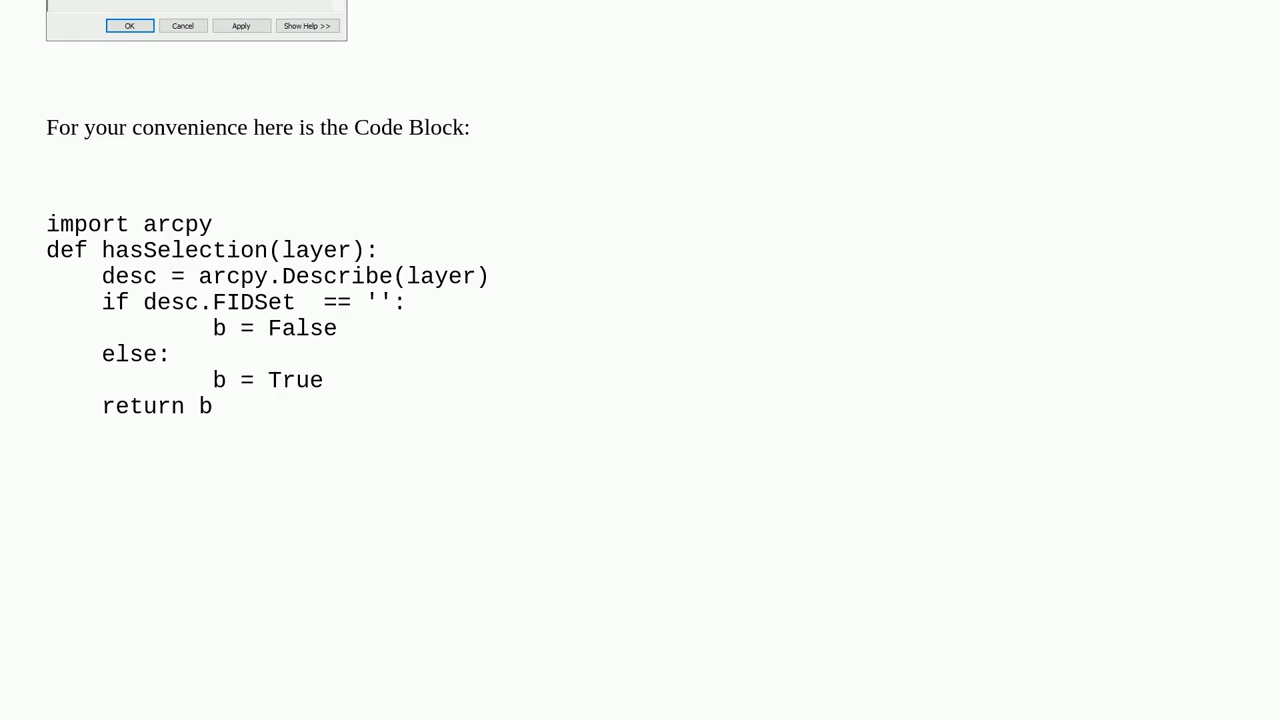 OK Cancel Apply Show Help >>
For your convenience here is the Code Block:
import arcpy
def hasSelection(layer):
    desc = arcpy.Describe(layer)
    if desc.FIDSet  == '':
            b = False
    else:
            b = True
    return b